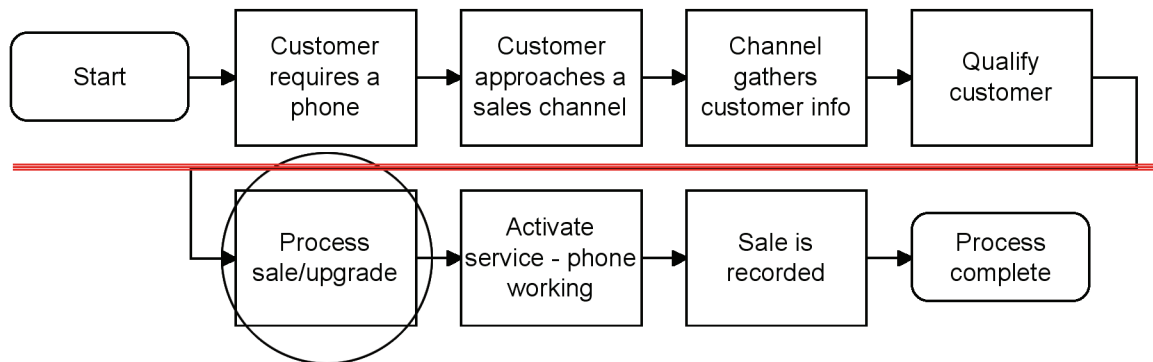 Start
Customer
requires a
phone
Customer
approaches a
sales channel
Channel
gathers
customer info
Qualify
customer
Process
sale/upgrade
Activate
service - phone
working
Sale is
recorded
Process
complete